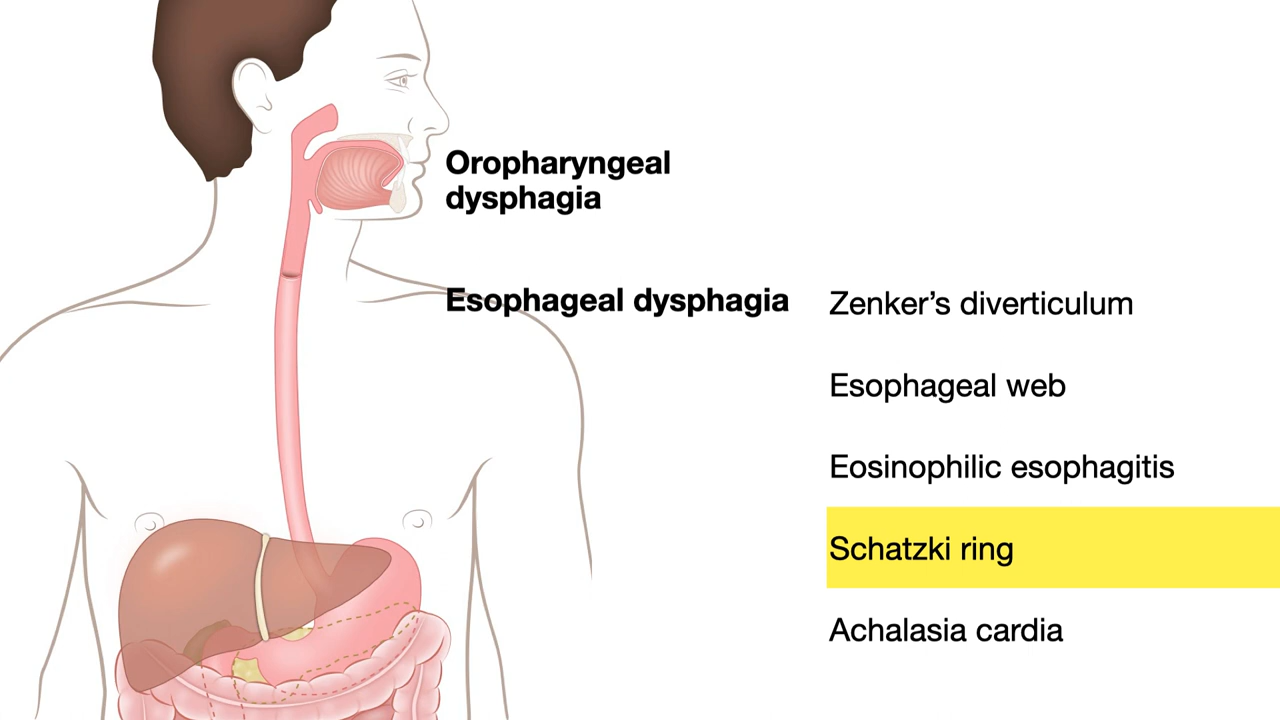 Oropharyngeal
dysphagia
Esophageal dysphagia
Zenker’s diverticulum
Esophageal web
Eosinophilic esophagitis
Schatzki ring
Achalasia cardia